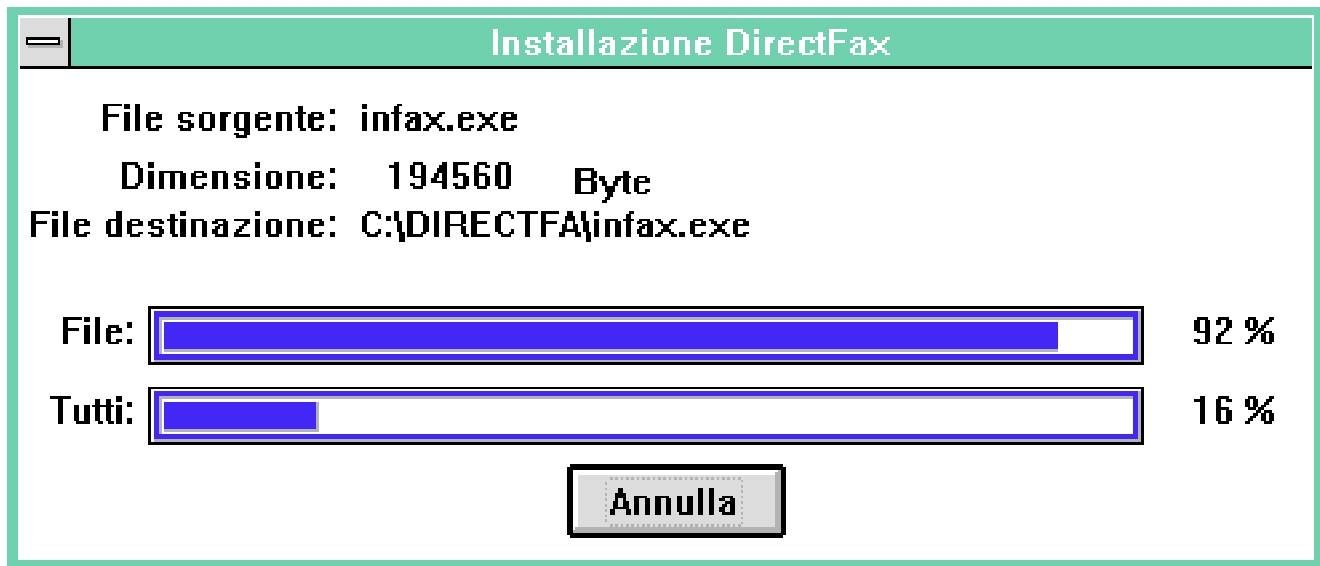 Installazione DirectFax
File sorgente: infax.exe
Dimensione: 194560 Byte
File destinazione: C:\DIRECTFA\infax.exe
File: 92 %
Tutti: 16 %
Annulla